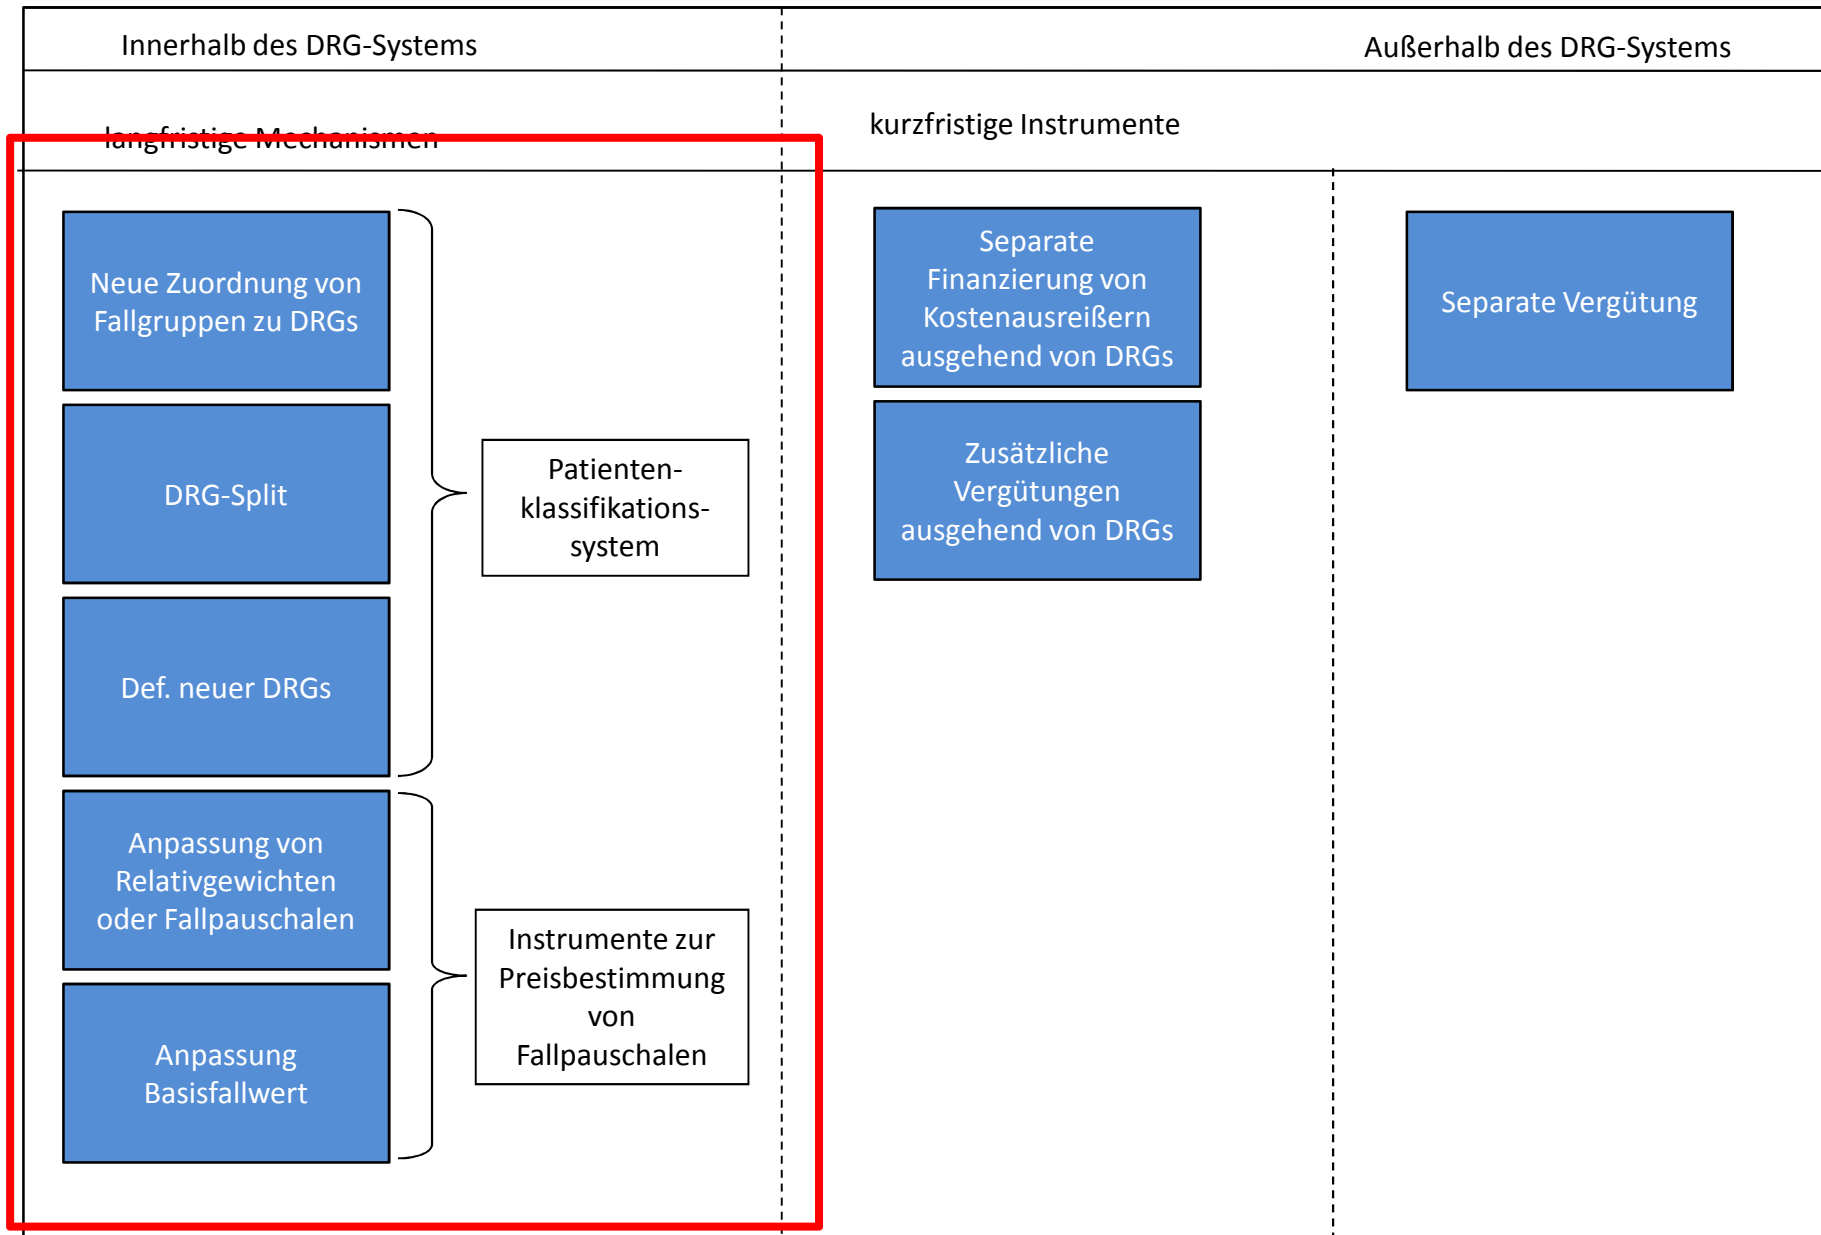 Innerhalb des DRG-Systems
Außerhalb des DRG-Systems
langfristige Mechanismen
kurzfristige Instrumente
Neue Zuordnung von
Fallgruppen zu DRGs
DRG-Split
Def. neuer DRGs
Patienten-
klassifikations-
system
Anpassung von
Relativgewichten
oder Fallpauschalen
Anpassung
Basisfallwert
Instrumente zur
Preisbestimmung
von
Fallpauschalen
Separate
Finanzierung von
Kostenausreißern
ausgehend von DRGs
Zusätzliche
Vergütungen
ausgehend von DRGs
Separate Vergütung